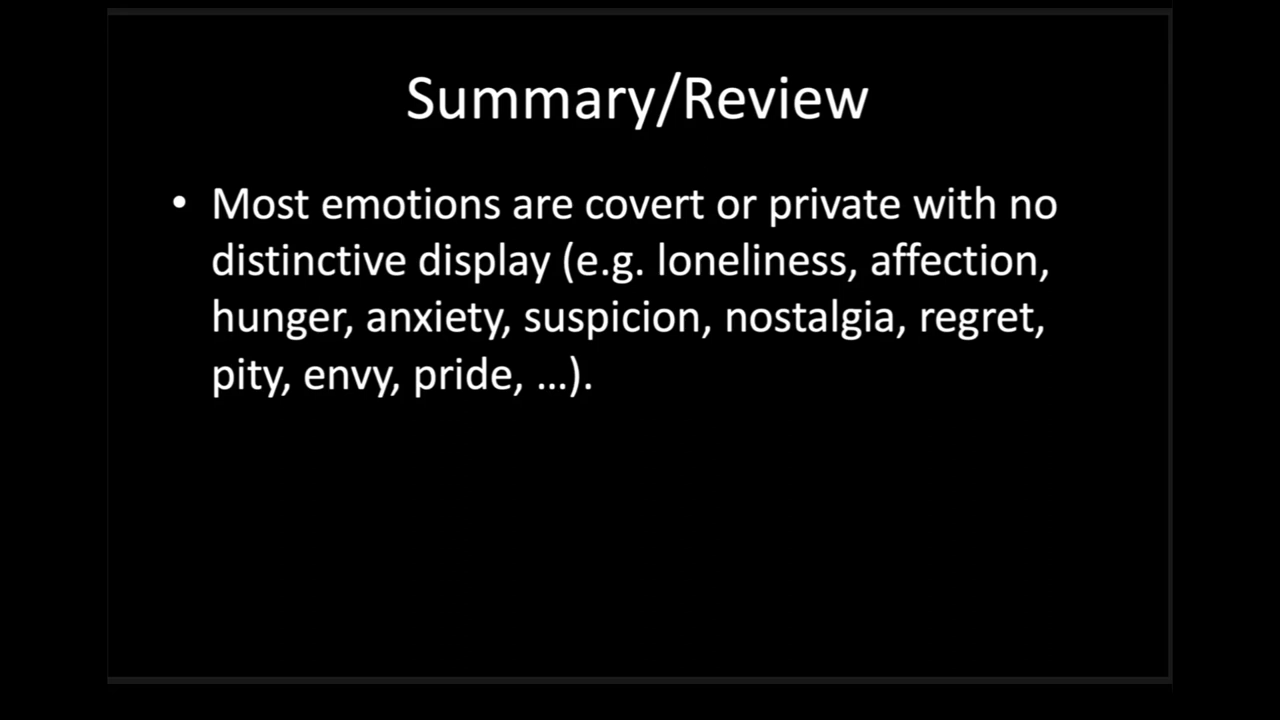 Summary/Review
• Most emotions are covert or private with no
distinctive display (e.g. loneliness, affection,
hunger, anxiety, suspicion, nostalgia, regret,
pity, envy, pride, ...).